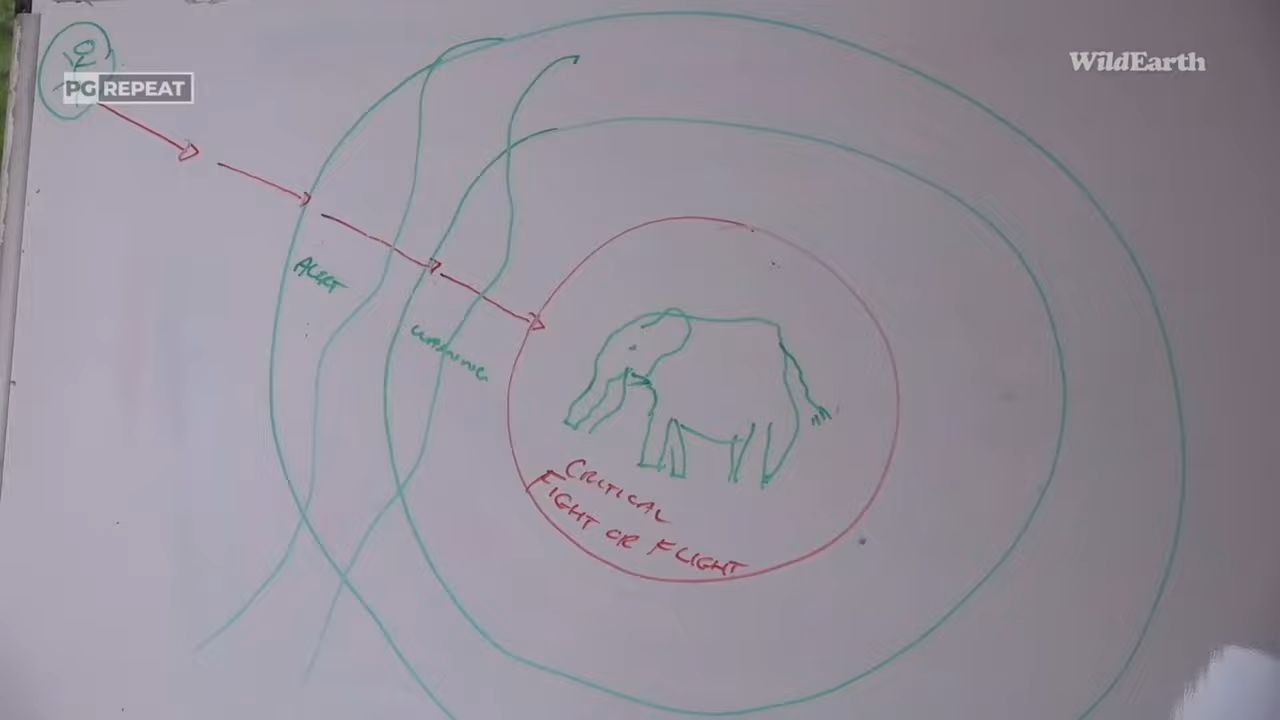 PG REPEAT
WildEarth
ALERT
WARNING
CRITICAL
FIGHT OR FLIGHT